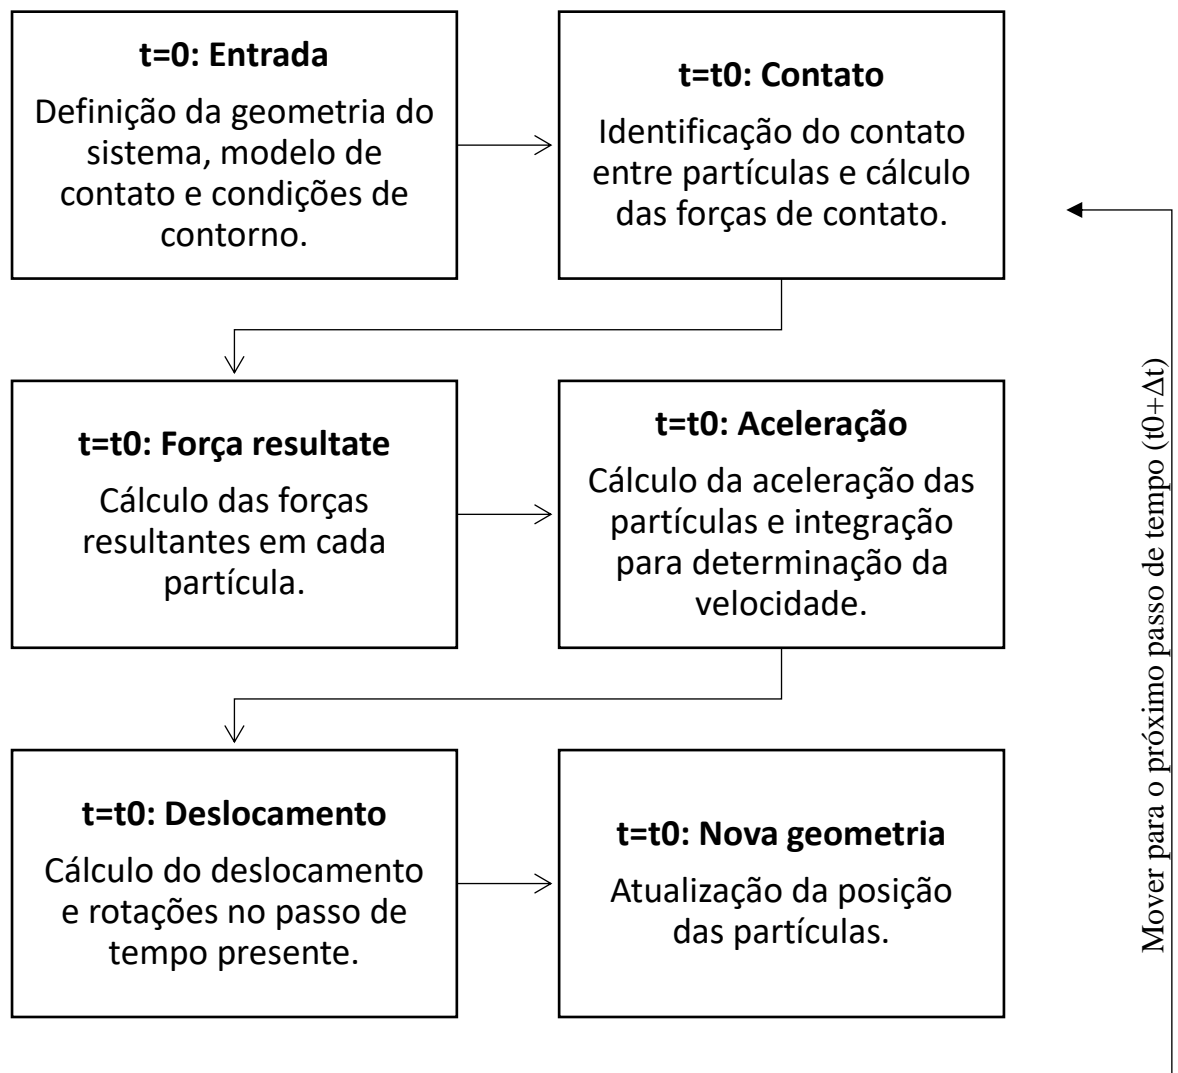 t=0: Entrada
Definição da geometria do
sistema, modelo de
contato e condições de
contorno.
t=t0: Contato
Identificação do contato
entre partículas e cálculo
das forças de contato.
t=t0: Força resultate
Cálculo das forças
resultantes em cada
partícula.
t=t0: Aceleração
Cálculo da aceleração das
partículas e integração
para determinação da
velocidade.
t=t0: Deslocamento
Cálculo do deslocamento
e rotações no passo de
tempo presente.
t=t0: Nova geometria
Atualização da posição
das partículas.
Mover para o próximo passo de tempo (t0+Δt)